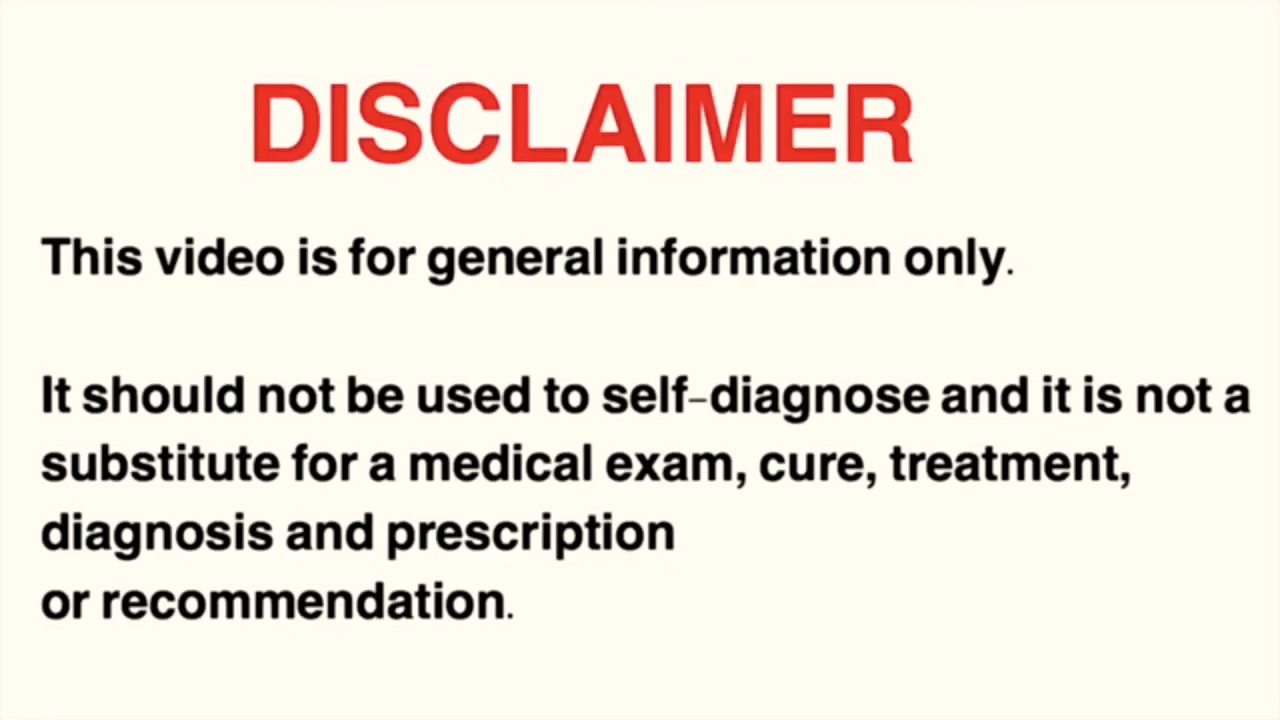 DISCLAIMER
This video is for general information only.
It should not be used to self-diagnose and it is not a
substitute for a medical exam, cure, treatment,
diagnosis and prescription
or recommendation.